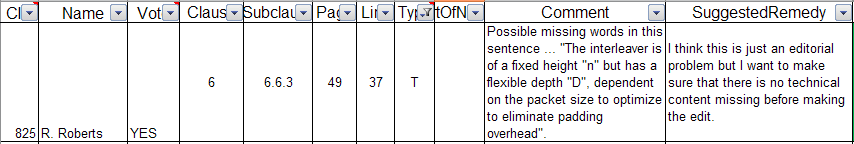 Cl Name Vot Claus Subclau Pag Lin Typ rtOfN Comment SuggestedRemedy
825 R. Roberts YES 6 6.6.3 49 37 T
Possible missing words in this
sentence ... "The interleaver is
of a fixed height "n" but has a
flexible depth "D", dependent
on the packet size to optimize
to eliminate padding
overhead".
I think this is just an editorial
problem but I want to make
sure that there is no technical
content missing before making
the edit.